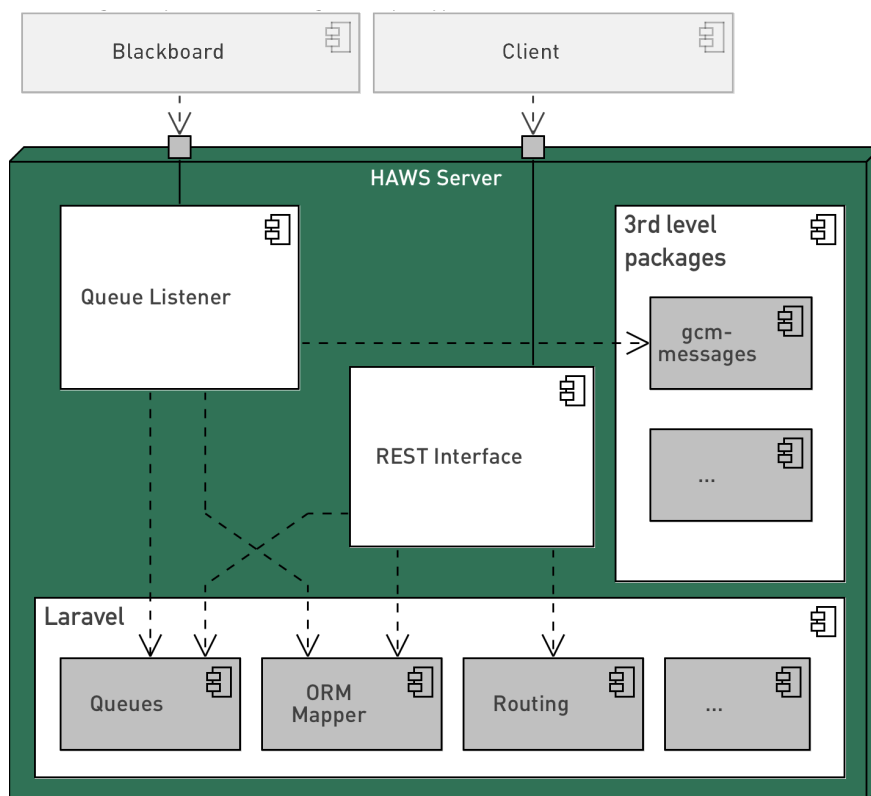 Blackboard
Client
HAWS Server
3rd level
packages
Queue Listener
gcm-
messages
REST Interface
...
Laravel
Queues
ORM
Mapper
Routing
...